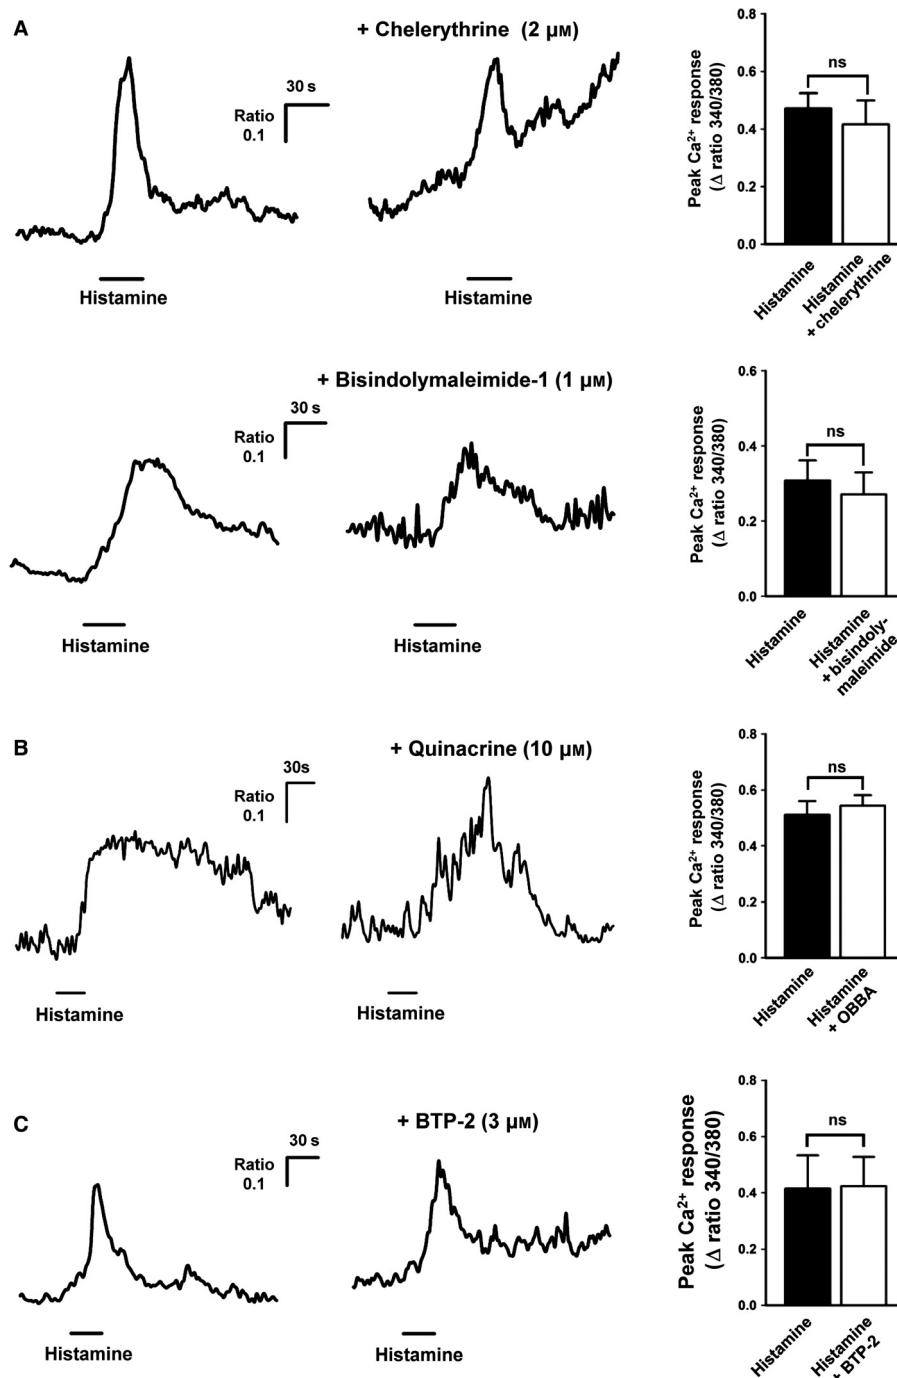 A
+ Chelerythrine (2 μM)
30 s
Ratio
0.1
Histamine
Histamine
Peak Ca²⁺ response
(Δ ratio 340/380)
0.8
0.6
0.4
0.2
0.0
ns
Histamine
Histamine
+ chelerythrine
+ Bisindolymaleimide-1 (1 μM)
30 s
Ratio
0.1
Histamine
Histamine
Peak Ca²⁺ response
(Δ ratio 340/380)
0.6
0.4
0.2
0.0
ns
Histamine
Histamine
+ bisindoly-
maleimide
B
+ Quinacrine (10 μM)
30s
Ratio
0.1
Histamine
Histamine
Peak Ca²⁺ response
(Δ ratio 340/380)
0.8
0.6
0.4
0.2
0.0
ns
Histamine
Histamine
+ OBBA
C
+ BTP-2 (3 μM)
30 s
Ratio
0.1
Histamine
Histamine
Peak Ca²⁺ response
(Δ ratio 340/380)
0.8
0.6
0.4
0.2
0.0
ns
Histamine
Histamine
+ BTP-2